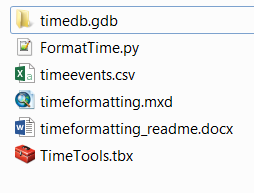 timedb.gdb
FormatTime.py
timeevents.csv
timeformatting.mxd
timeformatting_readme.docx
TimeTools.tbx